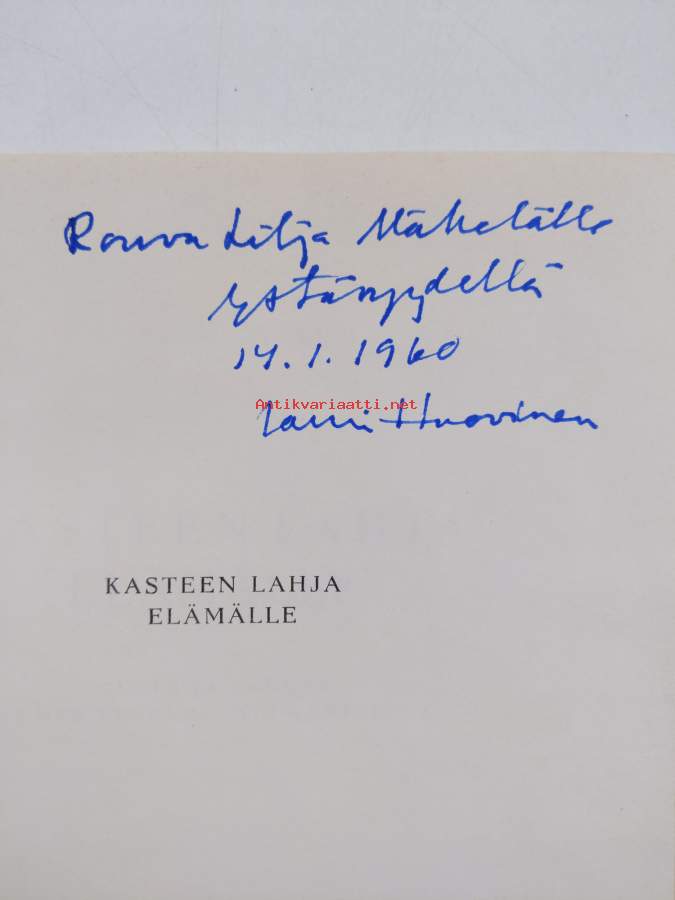 Rouva Lilja Mäkelälle
ystävyydellä
14.1.1960
Antikvariaatti.net
Lauri Huovinen
KASTEEN LAHJA
ELÄMÄLLE